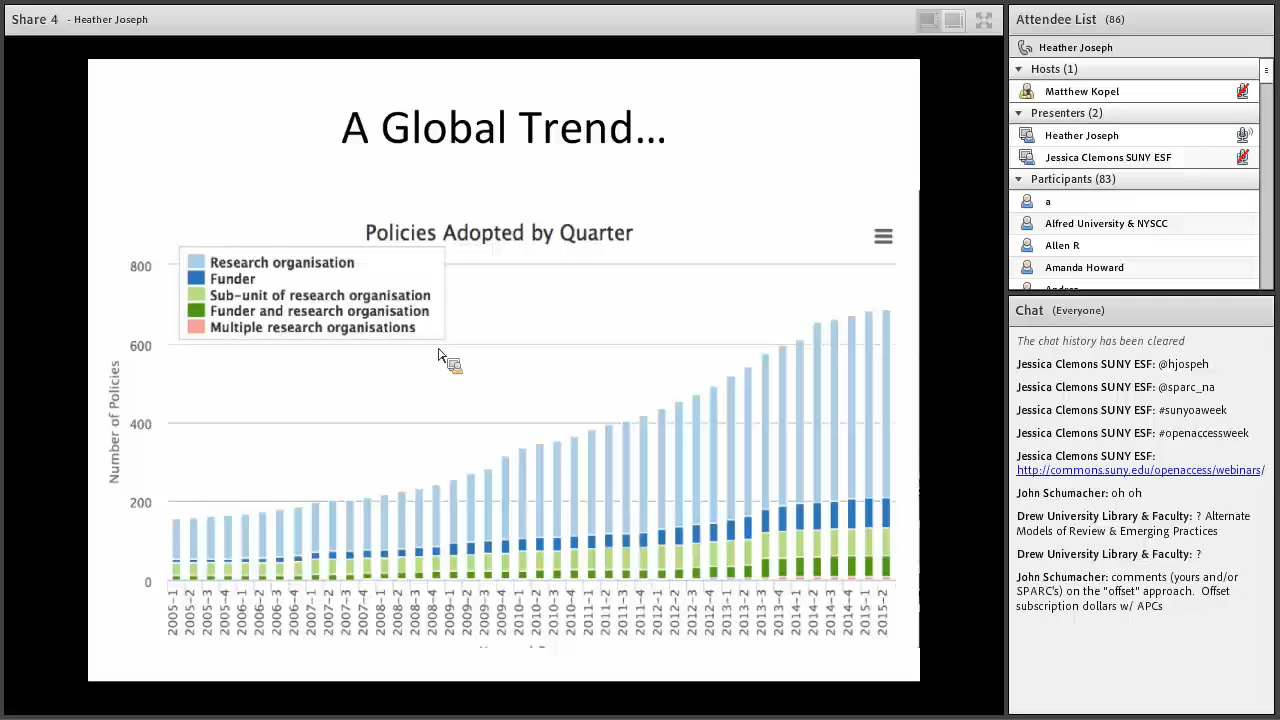 Share 4 - Heather Joseph
A Global Trend...
Policies Adopted by Quarter
Research organisation
Funder
Sub-unit of research organisation
Funder and research organisation
Multiple research organisations
Number of Policies
800
600
400
200
0
2005-1
2005-2
2005-3
2005-4
2006-1
2006-2
2006-3
2006-4
2007-1
2007-2
2007-3
2007-4
2008-1
2008-2
2008-3
2008-4
2009-1
2009-2
2009-3
2009-4
2010-1
2010-2
2010-3
2010-4
2011-1
2011-2
2011-3
2011-4
2012-1
2012-2
2012-3
2012-4
2013-1
2013-2
2013-3
2013-4
2014-1
2014-2
2014-3
2014-4
2015-1
2015-2
Attendee List (86)
Heather Joseph
Hosts (1)
Matthew Kopel
Presenters (2)
Heather Joseph
Jessica Clemons SUNY ESF
Participants (83)
a
Alfred University & NYSCC
Allen R
Amanda Howard
Chat (Everyone)
The chat history has been cleared
Jessica Clemons SUNY ESF: @hjospeh
Jessica Clemons SUNY ESF: @sparc_na
Jessica Clemons SUNY ESF: #sunyoaweek
Jessica Clemons SUNY ESF: #openaccessweek
Jessica Clemons SUNY ESF:
http://commons.suny.edu/openaccess/webinars/
John Schumacher: oh oh
Drew University Library & Faculty: ? Alternate
Models of Review & Emerging Practices
Drew University Library & Faculty: ?
John Schumacher: comments (yours and/or
SPARC's) on the "offset" approach. Offset
subscription dollars w/ APCs